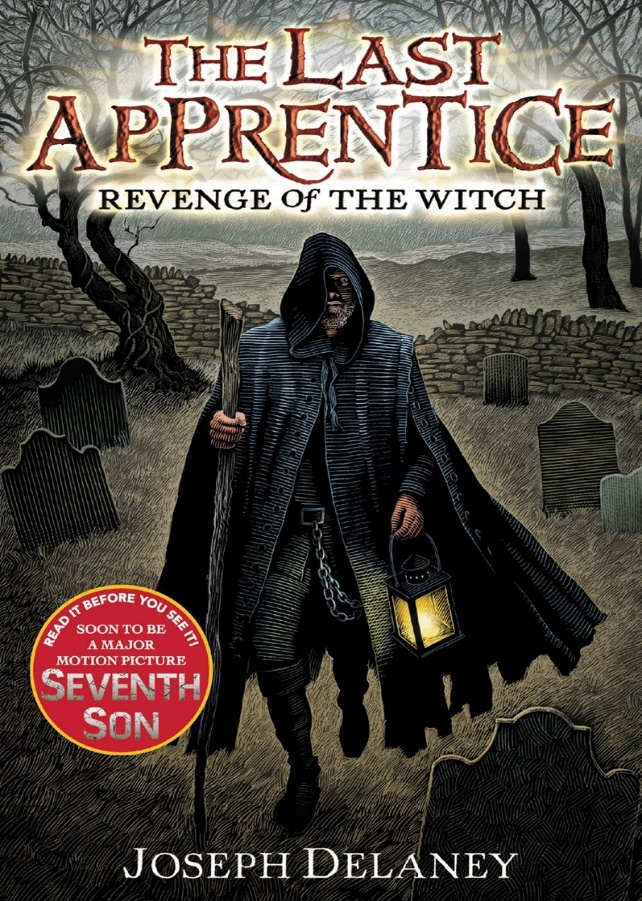 THE LAST
APPRENTICE
REVENGE of THE WITCH
READ IT BEFORE YOU SEE IT!
SOON TO BE
A MAJOR
MOTION PICTURE
SEVENTH
SON
JOSEPH DELANEY